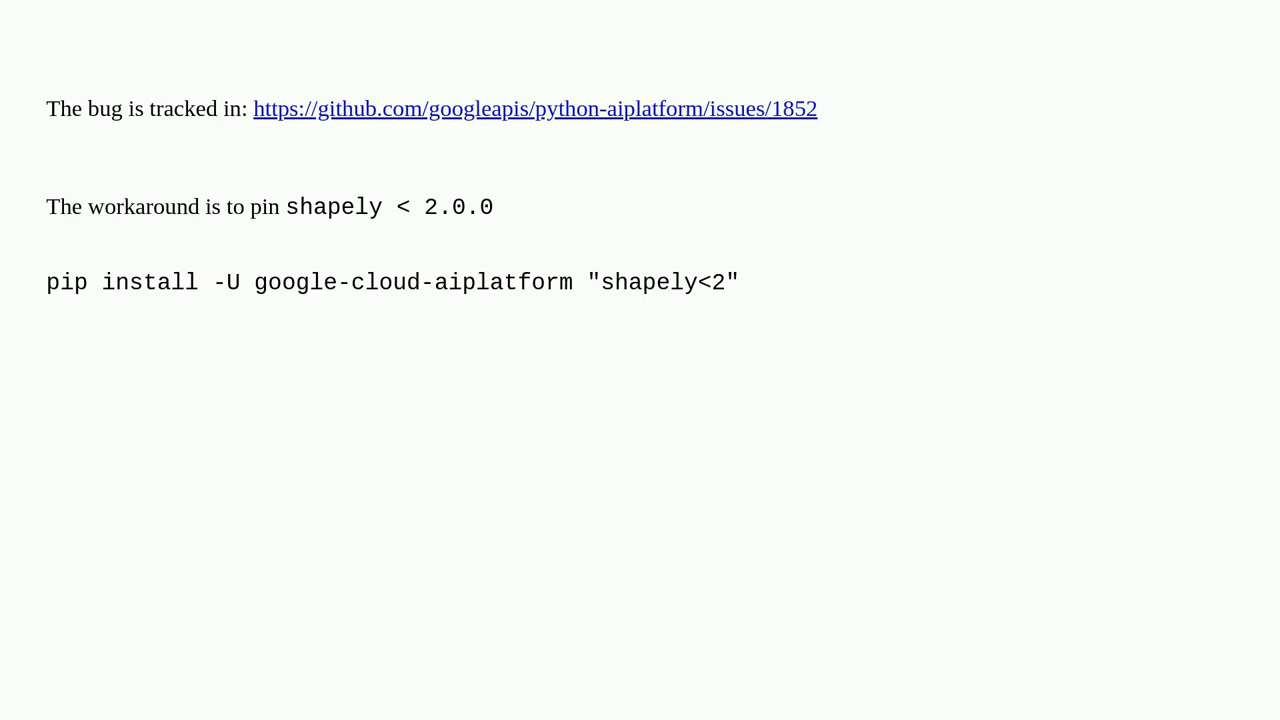 The bug is tracked in: https://github.com/googleapis/python-aiplatform/issues/1852
The workaround is to pin shapely < 2.0.0
pip install -U google-cloud-aiplatform "shapely<2"